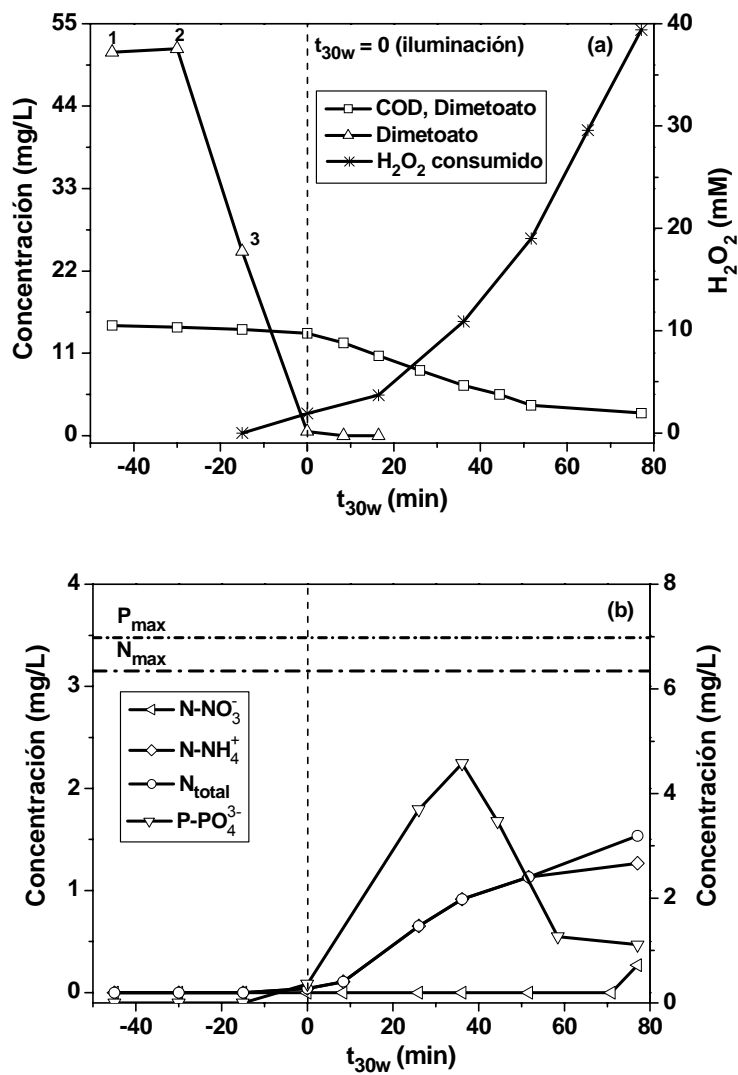 t30w = 0 (iluminación)
(a)
1
2
3
COD, Dimetoato
Dimetoato
H2O2 consumido
Concentración (mg/L)
55
44
33
22
11
0
H2O2 (mM)
40
30
20
10
0
-40 -20 0 20 40 60 80
t30w (min)
(b)
Pmax
Nmax
N-NO3-
N-NH4+
Ntotal
P-PO43-
Concentración (mg/L)
4
3
2
1
0
Concentración (mg/L)
8
6
4
2
0
-40 -20 0 20 40 60 80
t30w (min)